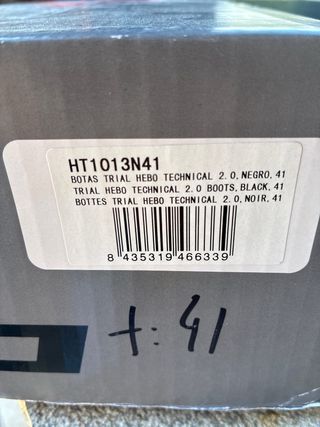 HT1013N41
BOTAS TRIAL HEBO TECHNICAL 2.0, NEGRO, 41
TRIAL HEBO TECHNICAL 2.0 BOOTS, BLACK, 41
BOTTES TRIAL HEBO TECHNICAL 2.0, NOIR, 41
8 435319 466339
t: 41